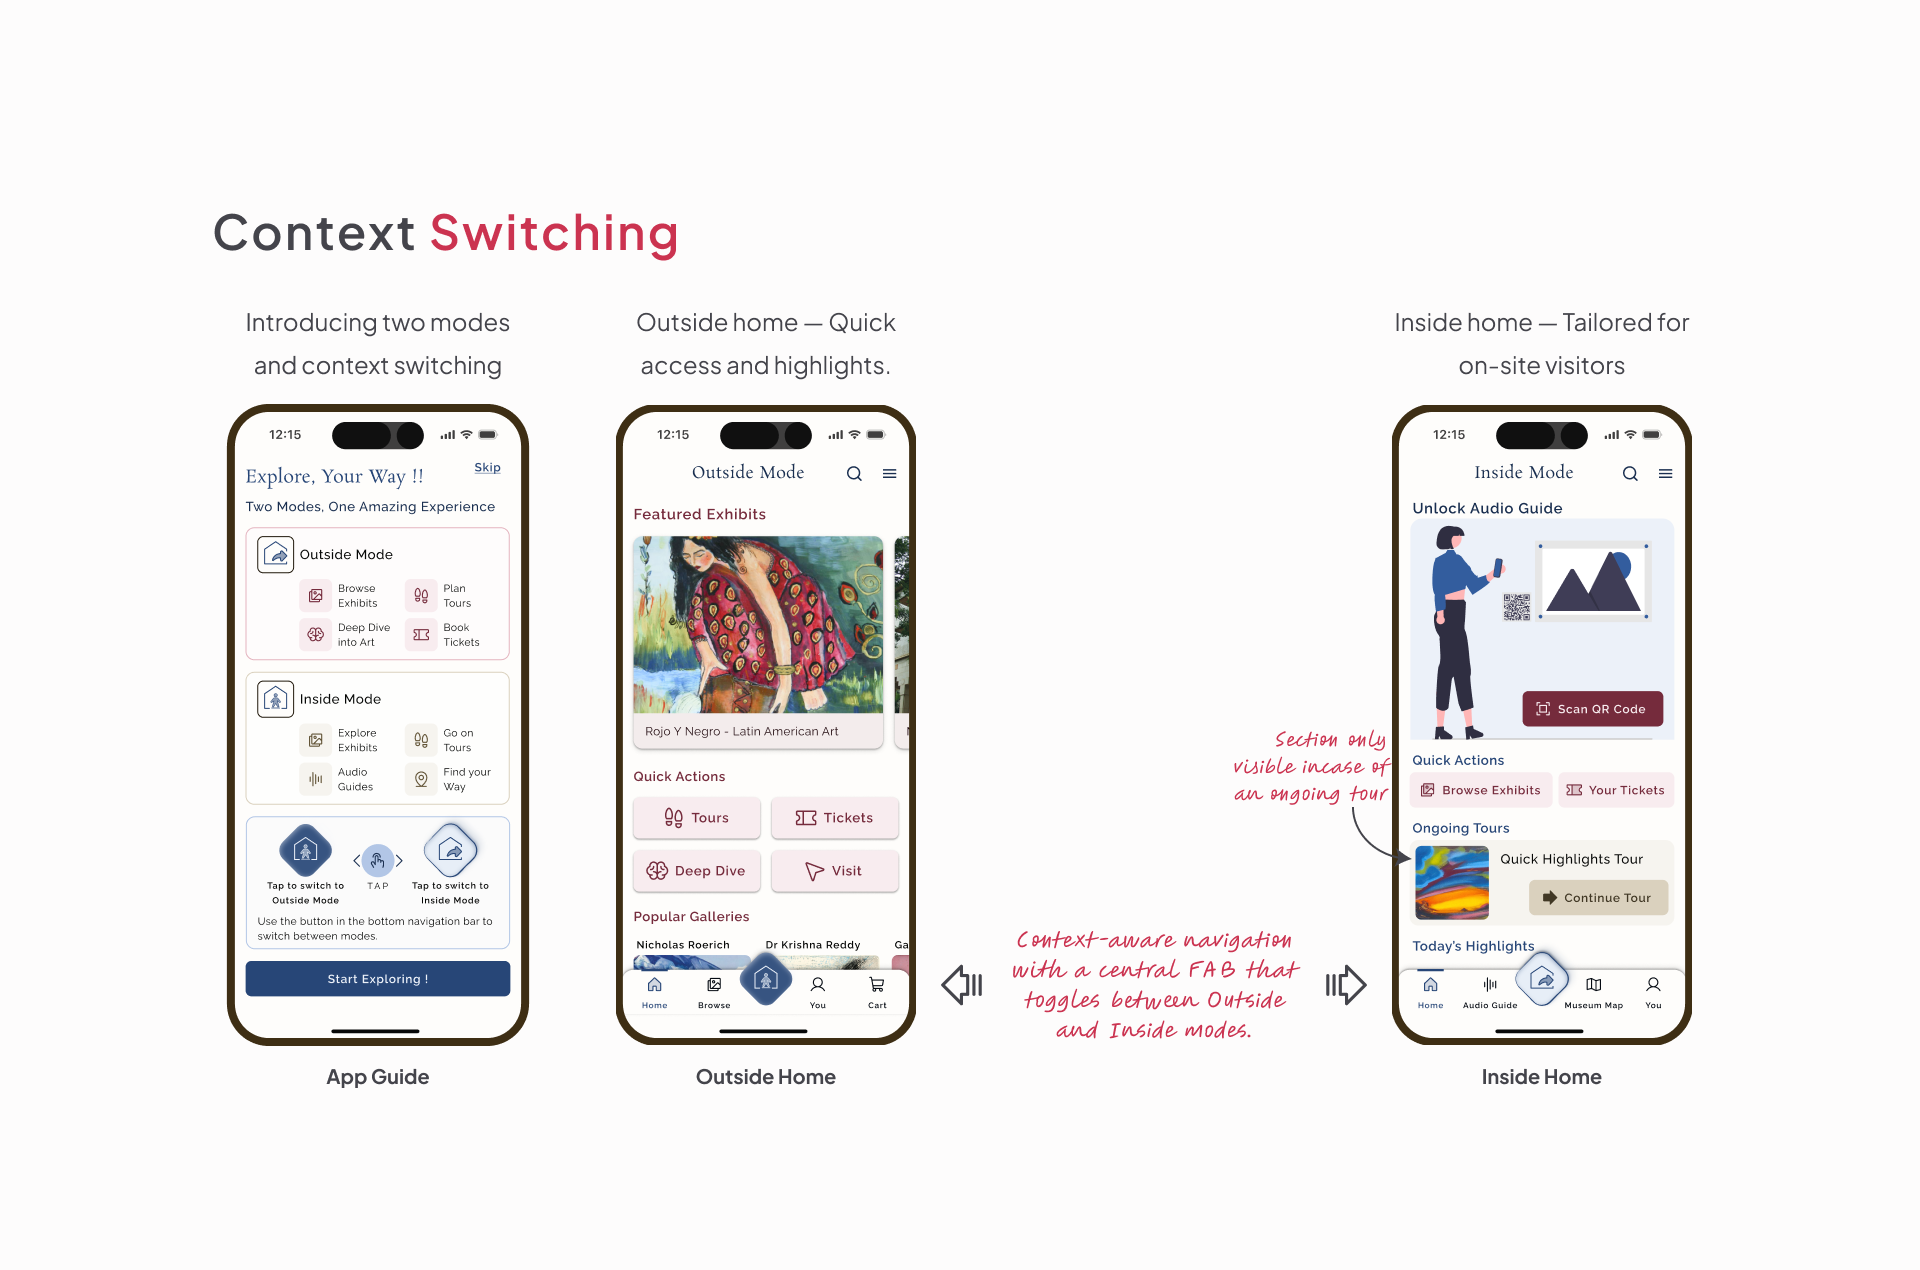 Context Switching
Introducing two modes
and context switching
12:15
Skip
Explore, Your Way !!
Two Modes, One Amazing Experience
Outside Mode
Browse
Exhibits
Plan
Tours
Deep Dive
into Art
Book
Tickets
Inside Mode
Explore
Exhibits
Go on
Tours
Audio
Guides
Find your
Way
Tap to switch to
Outside Mode
TAP
Tap to switch to
Inside Mode
Use the button in the bottom navigation bar to
switch between modes.
Start Exploring !
App Guide
Outside home — Quick
access and highlights.
12:15
Outside Mode
Featured Exhibits
Rojo Y Negro - Latin American Art
Quick Actions
Tours
Tickets
Deep Dive
Visit
Popular Galleries
Nicholas Roerich
Dr Krishna Reddy
Ga
Home
Browse
You
Cart
Outside Home
Context-aware navigation
with a central FAB that
toggles between Outside
and Inside modes.
Section only
visible incase of
an ongoing tour
Inside home — Tailored for
on-site visitors
12:15
Inside Mode
Unlock Audio Guide
Scan QR Code
Quick Actions
Browse Exhibits
Your Tickets
Ongoing Tours
Quick Highlights Tour
Continue Tour
Today's Highlights
Home
Audio Guide
Museum Map
You
Inside Home